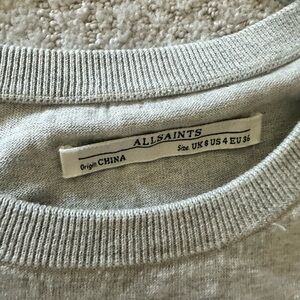 ALLSAINTS
Origin CHINA Size UK 8 US 4 EU 36